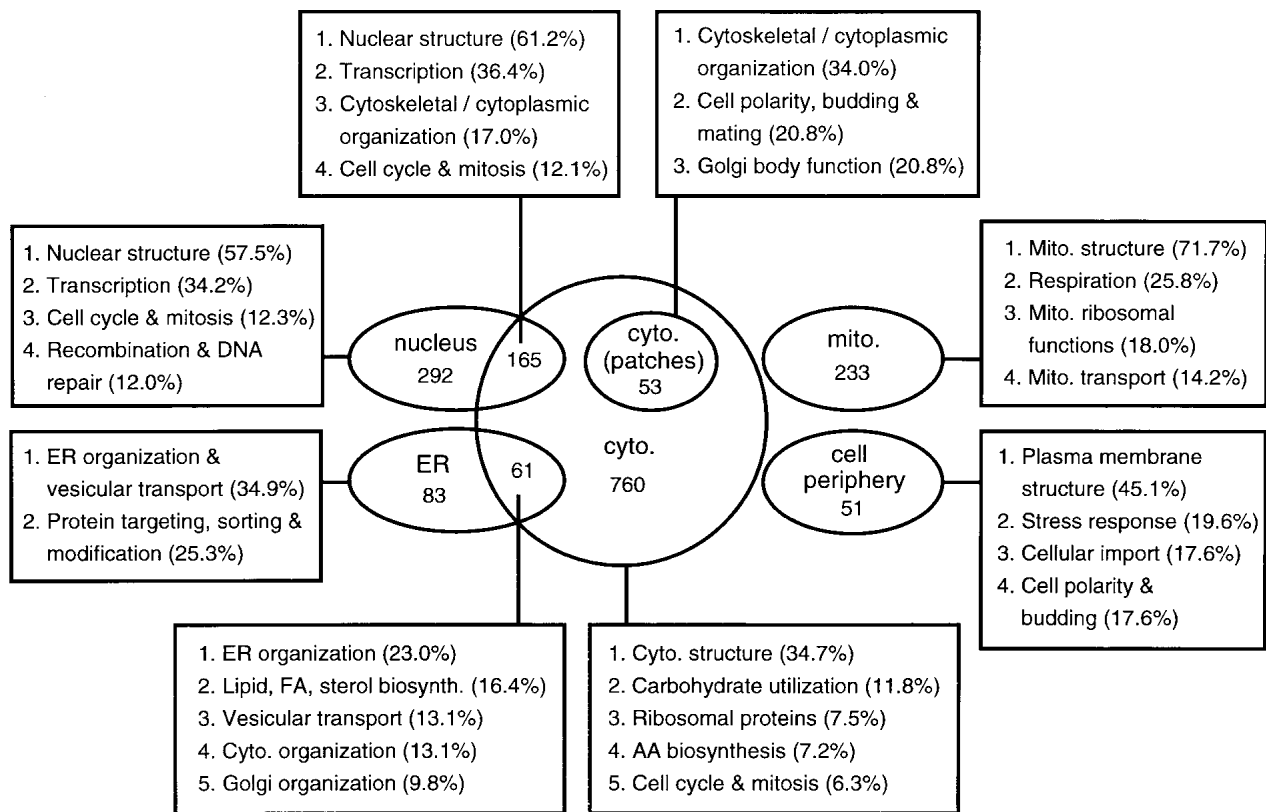 1. Nuclear structure (61.2%)
2. Transcription (36.4%)
3. Cytoskeletal / cytoplasmic
organization (17.0%)
4. Cell cycle & mitosis (12.1%)
1. Cytoskeletal / cytoplasmic
organization (34.0%)
2. Cell polarity, budding &
mating (20.8%)
3. Golgi body function (20.8%)
1. Nuclear structure (57.5%)
2. Transcription (34.2%)
3. Cell cycle & mitosis (12.3%)
4. Recombination & DNA
repair (12.0%)
nucleus
292
165
cyto.
(patches)
53
mito.
233
1. Mito. structure (71.7%)
2. Respiration (25.8%)
3. Mito. ribosomal
functions (18.0%)
4. Mito. transport (14.2%)
1. ER organization &
vesicular transport (34.9%)
2. Protein targeting, sorting &
modification (25.3%)
ER
83
61
cyto.
760
cell
periphery
51
1. Plasma membrane
structure (45.1%)
2. Stress response (19.6%)
3. Cellular import (17.6%)
4. Cell polarity &
budding (17.6%)
1. ER organization (23.0%)
2. Lipid, FA, sterol biosynth. (16.4%)
3. Vesicular transport (13.1%)
4. Cyto. organization (13.1%)
5. Golgi organization (9.8%)
1. Cyto. structure (34.7%)
2. Carbohydrate utilization (11.8%)
3. Ribosomal proteins (7.5%)
4. AA biosynthesis (7.2%)
5. Cell cycle & mitosis (6.3%)